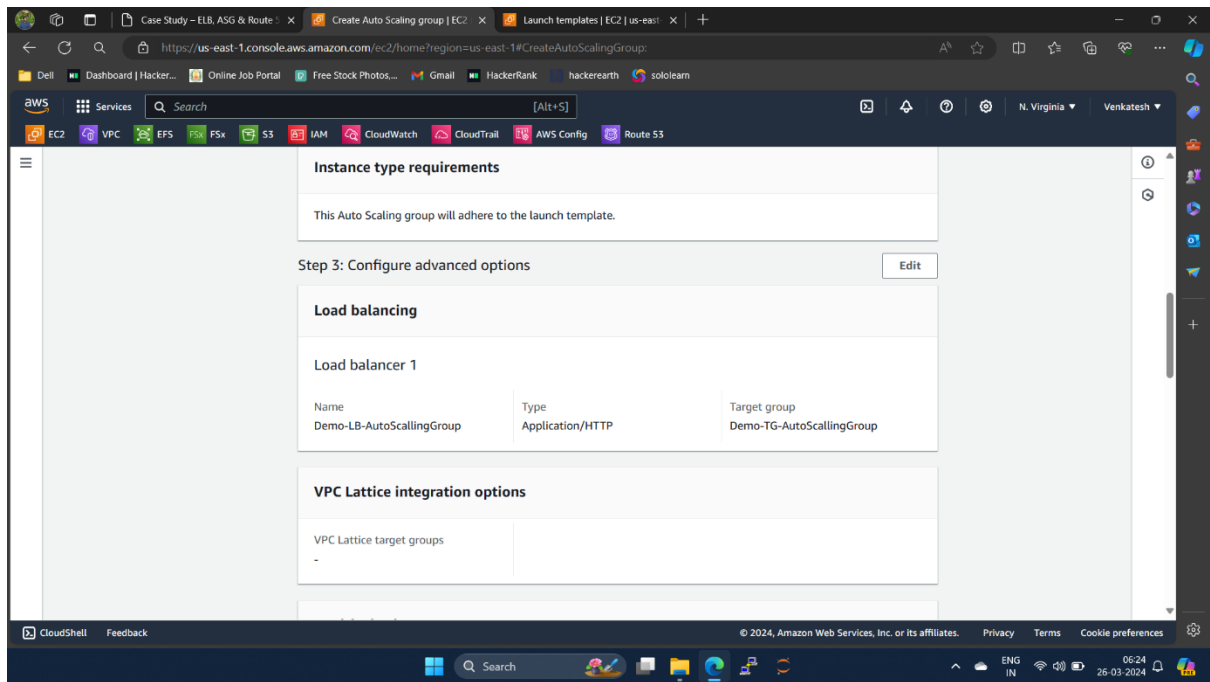 Case Study – ELB, ASG & Route 5
Create Auto Scaling group | EC2
Launch templates | EC2 | us-east-
https://us-east-1.console.aws.amazon.com/ec2/home?region=us-east-1#CreateAutoScalingGroup:
Dell Dashboard | Hacker... Online Job Portal Free Stock Photos,... Gmail HackerRank hackerearth sololearn
aws Services Search [Alt+S] N. Virginia ▼ Venkatesh ▼
EC2 VPC EFS FSx FSx S3 IAM CloudWatch CloudTrail AWS Config Route 53
Instance type requirements
This Auto Scaling group will adhere to the launch template.
Step 3: Configure advanced options Edit
Load balancing
Load balancer 1
Name Type Target group
Demo-LB-AutoScallingGroup Application/HTTP Demo-TG-AutoScallingGroup
VPC Lattice integration options
VPC Lattice target groups
-
CloudShell Feedback © 2024, Amazon Web Services, Inc. or its affiliates. Privacy Terms Cookie preferences
Search ENG 06:24
IN 26-03-2024